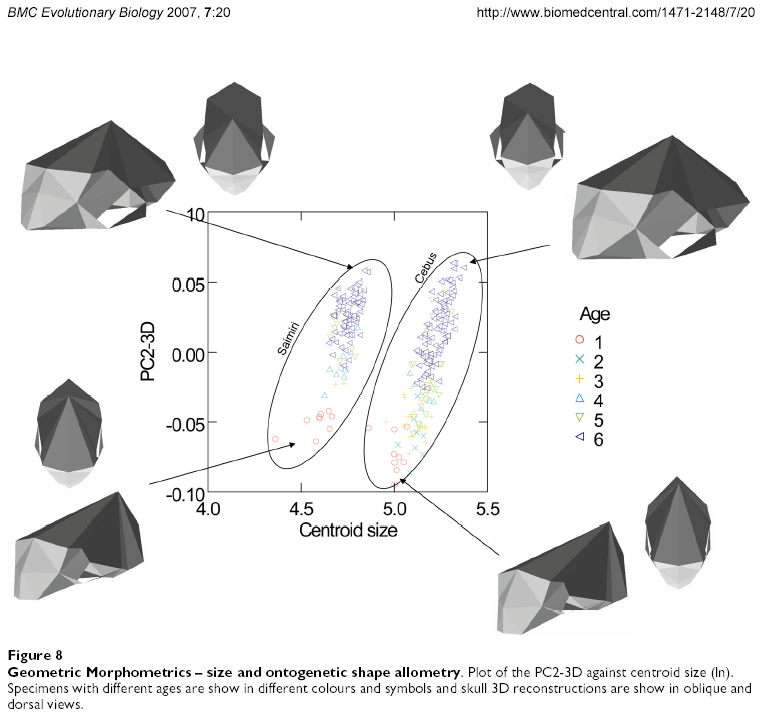 BMC Evolutionary Biology 2007, 7:20
http://www.biomedcentral.com/1471-2148/7/20
10
0.05
0.00
-0.05
-0.10
PC2-3D
Saimiri
Cebus
4.0
4.5
5.0
5.5
Centroid size
Age
1
2
3
4
5
6
Figure 8
Geometric Morphometrics – size and ontogenetic shape allometry. Plot of the PC2-3D against centroid size (ln).
Specimens with different ages are show in different colours and symbols and skull 3D reconstructions are show in oblique and
dorsal views.